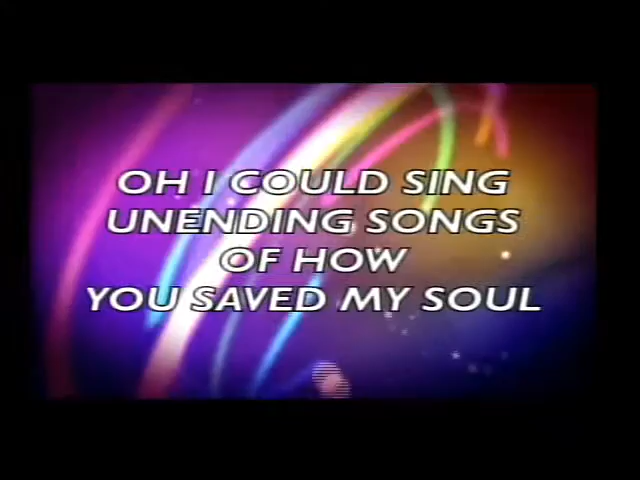 OH I COULD SING
UNENDING SONGS
OF HOW
YOU SAVED MY SOUL